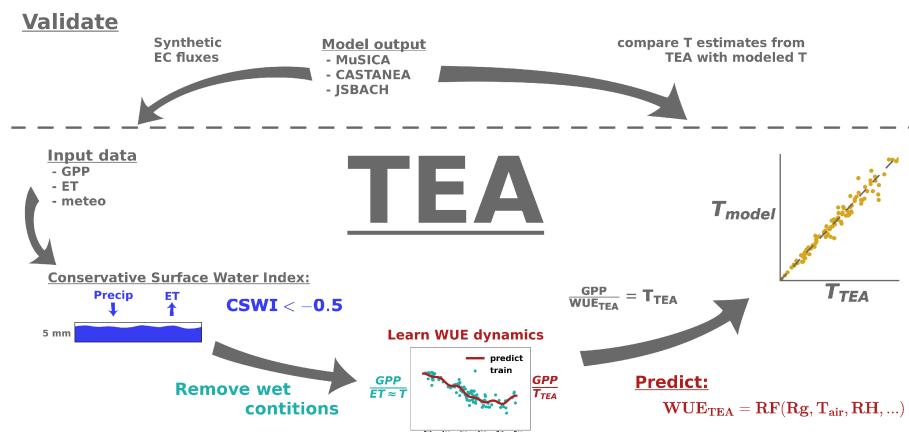 Validate
Synthetic
EC fluxes
Model output
- MuSICA
- CASTANEA
- JSBACH
compare T estimates from
TEA with modeled T
Input data
- GPP
- ET
- meteo
TEA
T_model
T_TEA
Conservative Surface Water Index:
Precip
ET
5 mm
CSWI < −0.5
GPP/WUE_TEA = T_TEA
Learn WUE dynamics
predict
train
GPP/ET ≈ T
GPP/T_TEA
Remove wet
contitions
Predict:
WUE_TEA = RF(Rg, T_air, RH, ...)